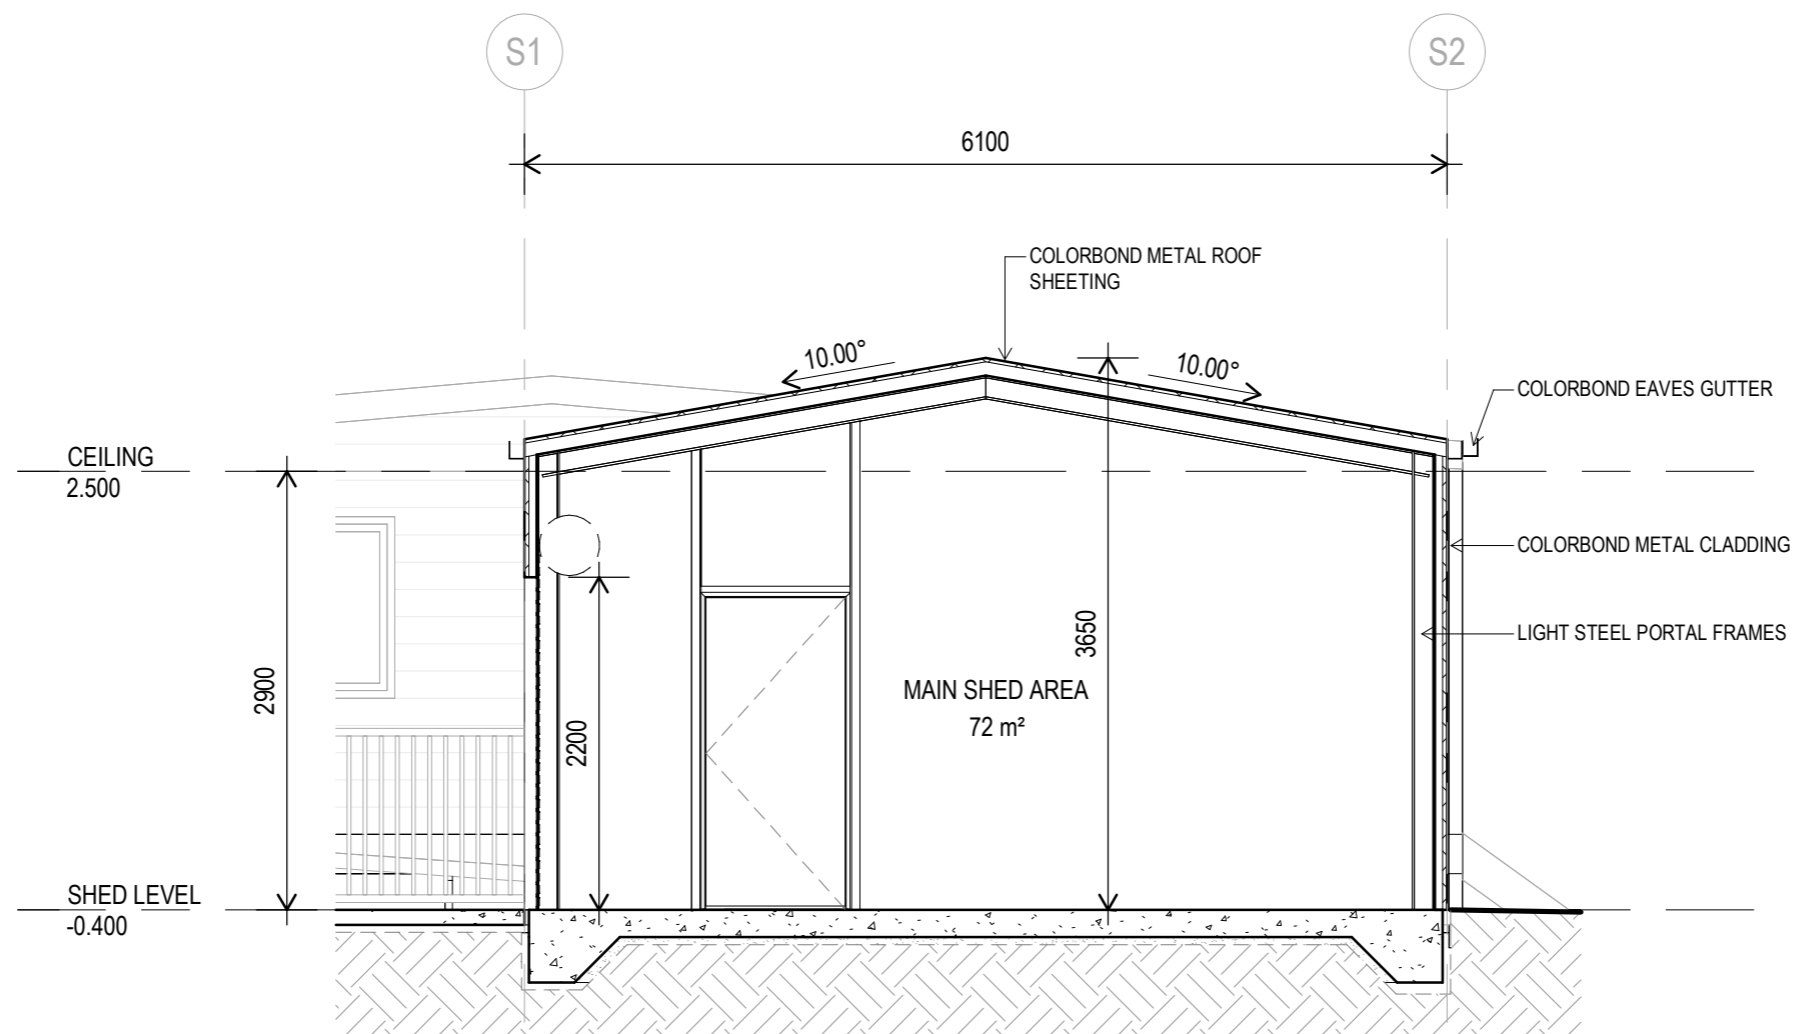 S1
S2
6100
COLORBOND METAL ROOF
SHEETING
10.00°
10.00°
COLORBOND EAVES GUTTER
CEILING
2.500
COLORBOND METAL CLADDING
3650
LIGHT STEEL PORTAL FRAMES
2900
MAIN SHED AREA
72 m²
2200
SHED LEVEL
-0.400